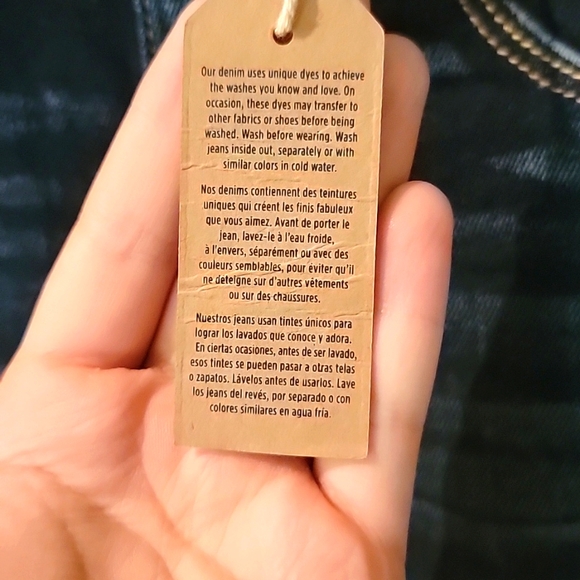 Our denim uses unique dyes to achieve
the washes you know and love. On
occasion, these dyes may transfer to
other fabrics or shoes before being
washed. Wash before wearing. Wash
jeans inside out, separately or with
similar colors in cold water.
Nos denims contiennent des teintures
uniques qui créent les finis fabuleux
que vous aimez. Avant de porter le
jean, lavez-le à l'eau froide,
à l'envers, séparément ou avec des
couleurs semblables, pour éviter qu'il
ne deteigne sur d'autres vêtements
ou sur des chaussures.
Nuestros jeans usan tintes únicos para
lograr los lavados que conoce y adora.
En ciertas ocasiones, antes de ser lavado,
esos tintes se pueden pasar a otras telas
o zapatos. Lávelos antes de usarlos. Lave
los jeans del revés, por separado o con
colores similares en agua fría.